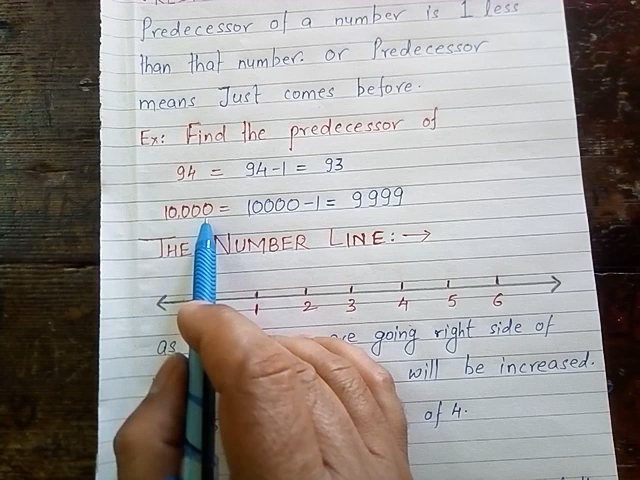 Predecessor of a number is 1 less
than that number. or Predecessor
means Just comes before.
Ex: Find the predecessor of
94 = 94-1 = 93
10,000 = 10000-1 = 9999
THE NUMBER LINE:→
1 2 3 4 5 6
as going right side of
will be increased.
of 4.